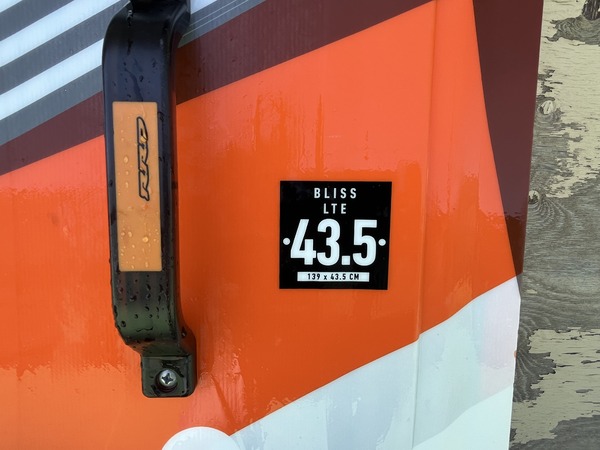 RRD
BLISS
LTE
·43.5·
139 x 43.5 CM